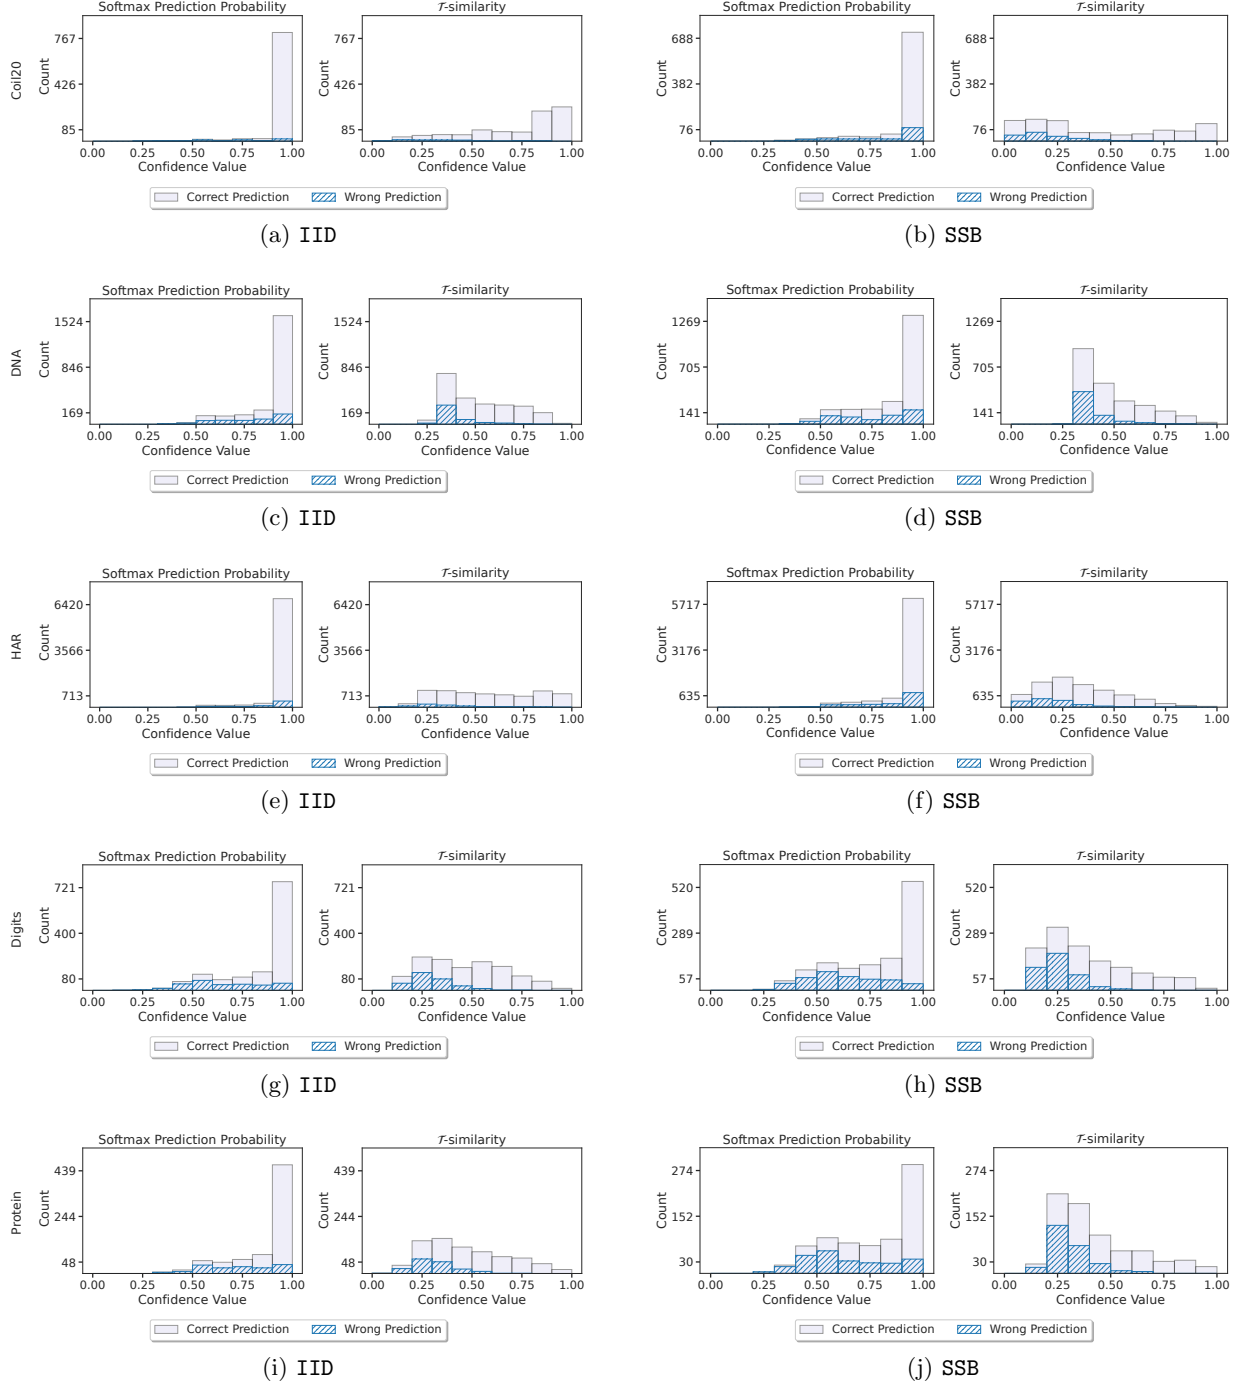 Softmax Prediction Probability
𝒯-similarity
Softmax Prediction Probability
𝒯-similarity
Coil20
Count
767
426
85
0.00 0.25 0.50 0.75 1.00
Confidence Value
Count
767
426
85
0.00 0.25 0.50 0.75 1.00
Confidence Value
Correct Prediction Wrong Prediction
(a) IID
Count
688
382
76
0.00 0.25 0.50 0.75 1.00
Confidence Value
Count
688
382
76
0.00 0.25 0.50 0.75 1.00
Confidence Value
Correct Prediction Wrong Prediction
(b) SSB
Softmax Prediction Probability
𝒯-similarity
Softmax Prediction Probability
𝒯-similarity
DNA
Count
1524
846
169
0.00 0.25 0.50 0.75 1.00
Confidence Value
Count
1524
846
169
0.00 0.25 0.50 0.75 1.00
Confidence Value
Correct Prediction Wrong Prediction
(c) IID
Count
1269
705
141
0.00 0.25 0.50 0.75 1.00
Confidence Value
Count
1269
705
141
0.00 0.25 0.50 0.75 1.00
Confidence Value
Correct Prediction Wrong Prediction
(d) SSB
Softmax Prediction Probability
𝒯-similarity
Softmax Prediction Probability
𝒯-similarity
HAR
Count
6420
3566
713
0.00 0.25 0.50 0.75 1.00
Confidence Value
Count
6420
3566
713
0.00 0.25 0.50 0.75 1.00
Confidence Value
Correct Prediction Wrong Prediction
(e) IID
Count
5717
3176
635
0.00 0.25 0.50 0.75 1.00
Confidence Value
Count
5717
3176
635
0.00 0.25 0.50 0.75 1.00
Confidence Value
Correct Prediction Wrong Prediction
(f) SSB
Softmax Prediction Probability
𝒯-similarity
Softmax Prediction Probability
𝒯-similarity
Digits
Count
721
400
80
0.00 0.25 0.50 0.75 1.00
Confidence Value
Count
721
400
80
0.00 0.25 0.50 0.75 1.00
Confidence Value
Correct Prediction Wrong Prediction
(g) IID
Count
520
289
57
0.00 0.25 0.50 0.75 1.00
Confidence Value
Count
520
289
57
0.00 0.25 0.50 0.75 1.00
Confidence Value
Correct Prediction Wrong Prediction
(h) SSB
Softmax Prediction Probability
𝒯-similarity
Softmax Prediction Probability
𝒯-similarity
Protein
Count
439
244
48
0.00 0.25 0.50 0.75 1.00
Confidence Value
Count
439
244
48
0.00 0.25 0.50 0.75 1.00
Confidence Value
Correct Prediction Wrong Prediction
(i) IID
Count
274
152
30
0.00 0.25 0.50 0.75 1.00
Confidence Value
Count
274
152
30
0.00 0.25 0.50 0.75 1.00
Confidence Value
Correct Prediction Wrong Prediction
(j) SSB